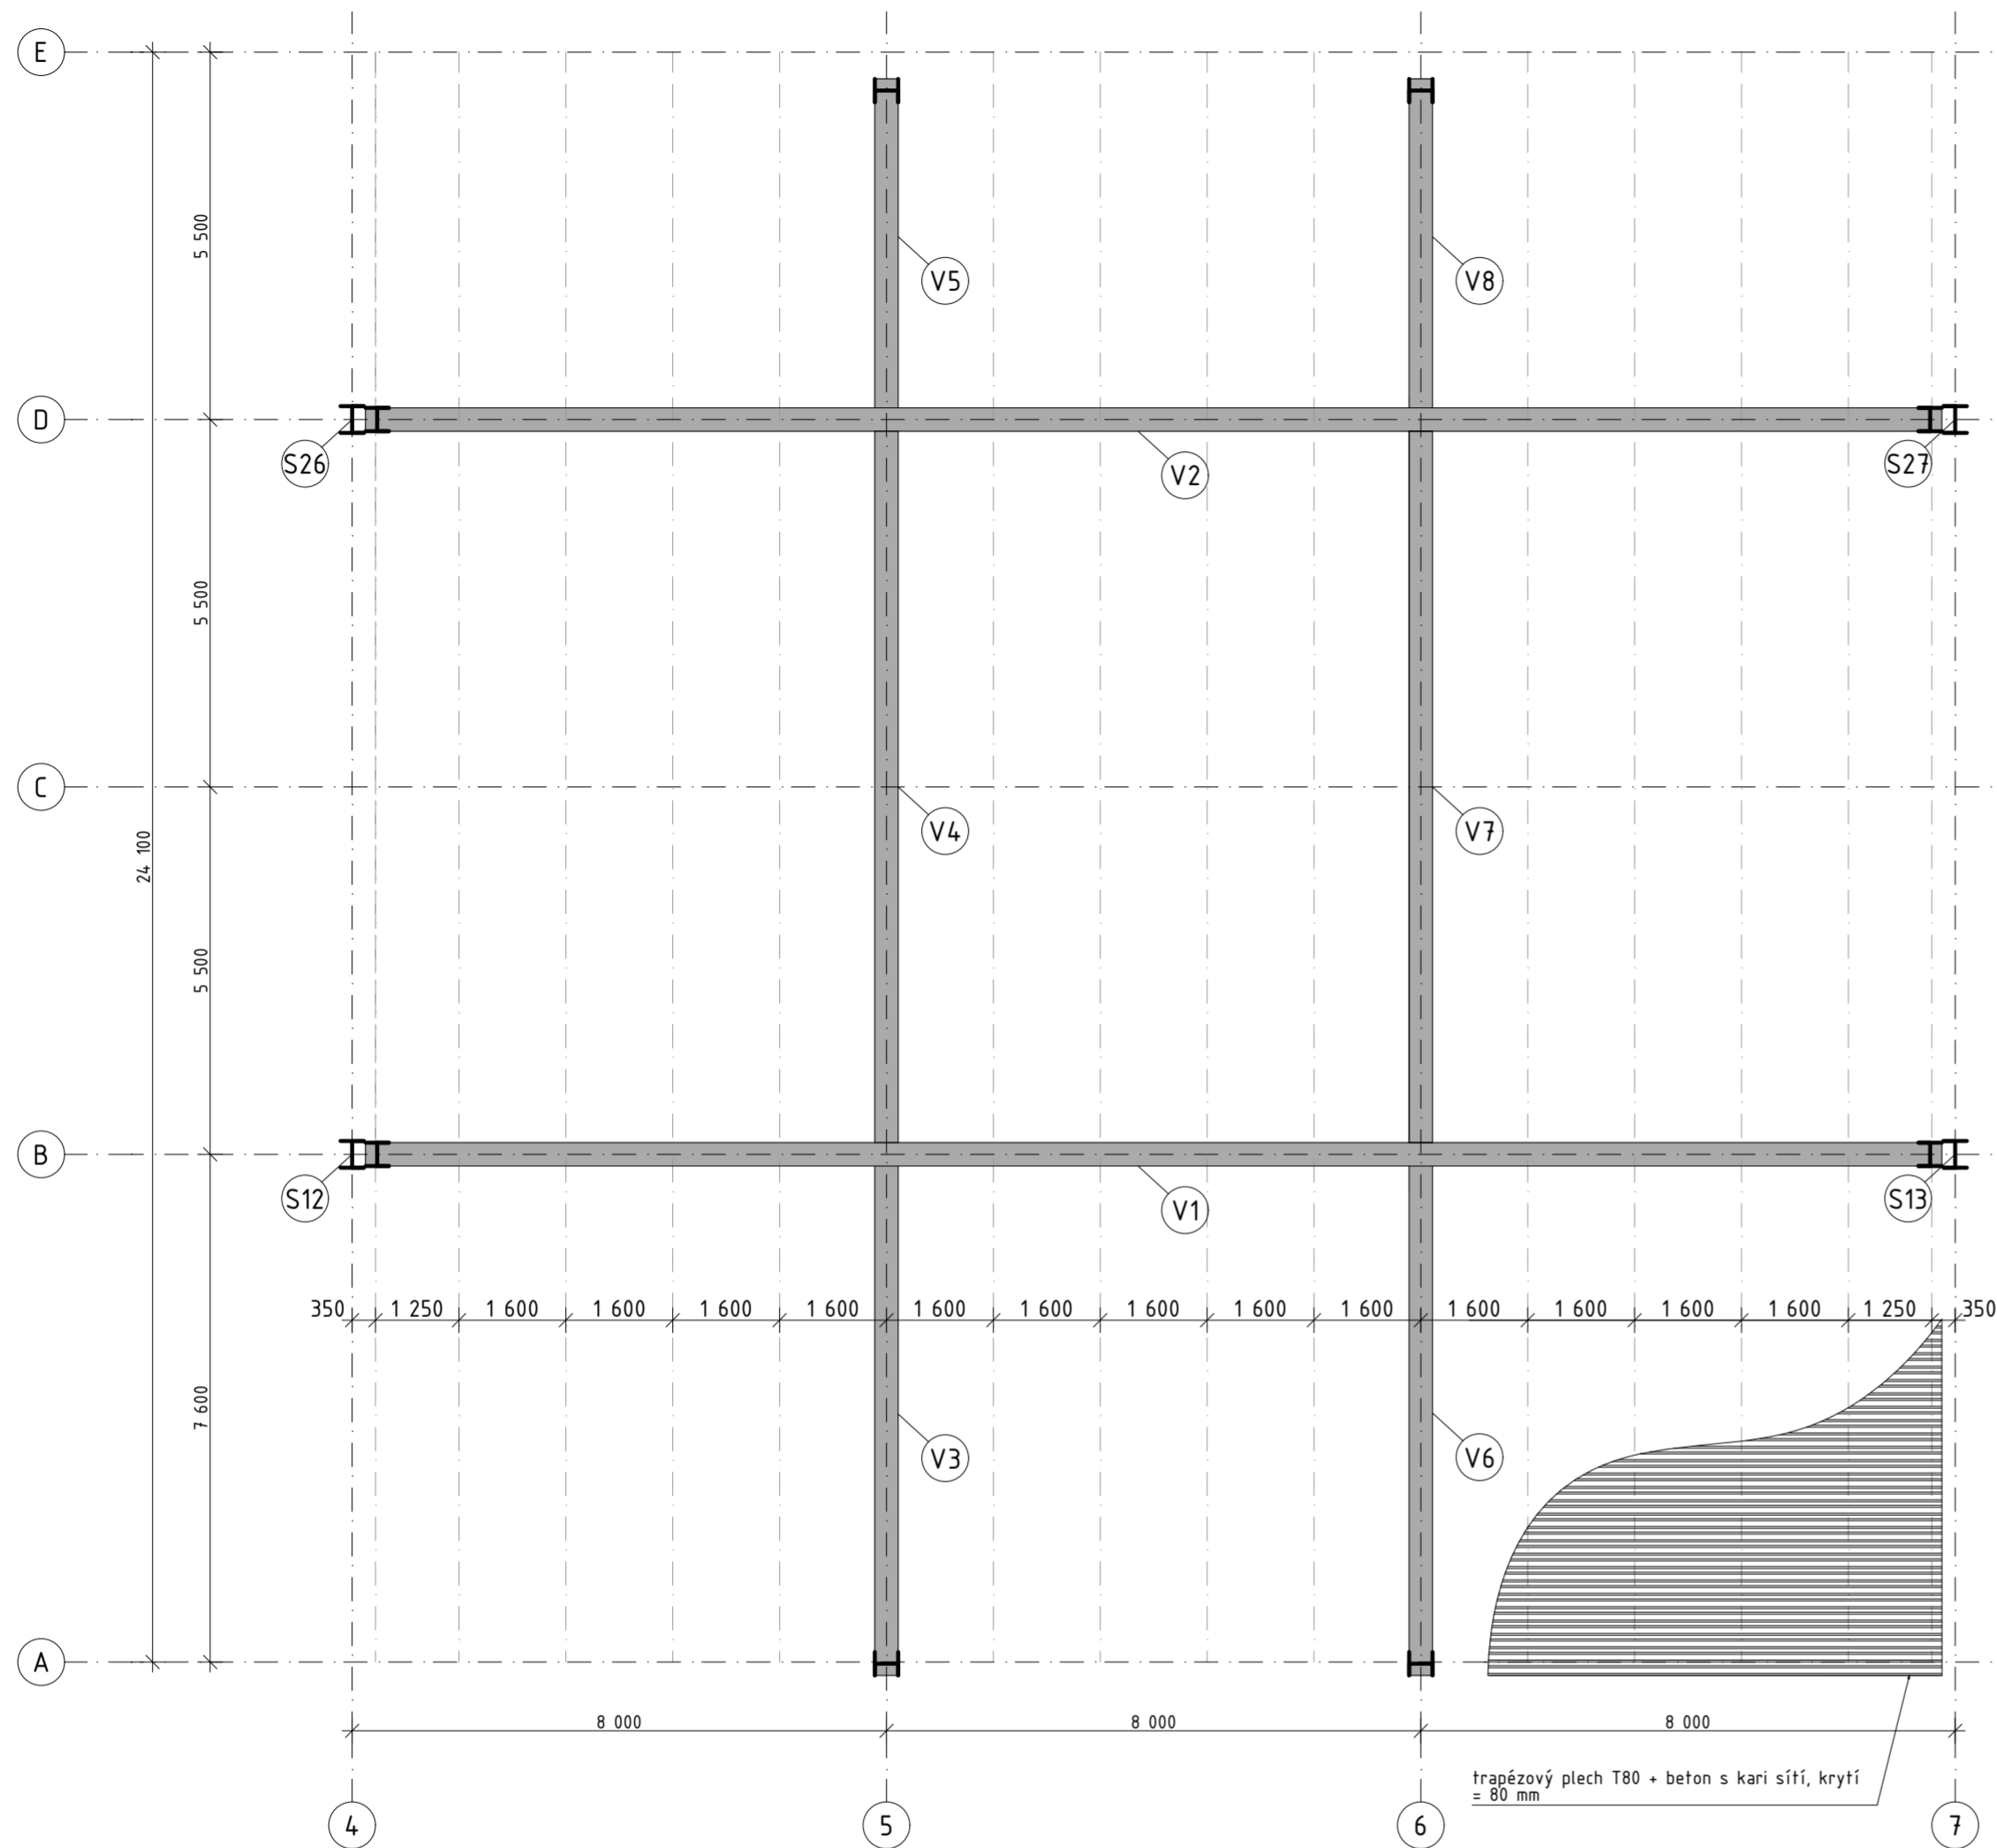 E
5 500
V5
V8
D
S26
S27
V2
5 500
C
V4
V7
24 100
5 500
B
S12
S13
V1
350 1 250 1 600 1 600 1 600 1 600 1 600 1 600 1 600 1 600 1 600 1 600 1 600 1 600 1 600 1 250 350
7 600
V3
V6
A
8 000 8 000 8 000
trapézový plech T80 + beton s kari sítí, krytí
= 80 mm
4 5 6 7